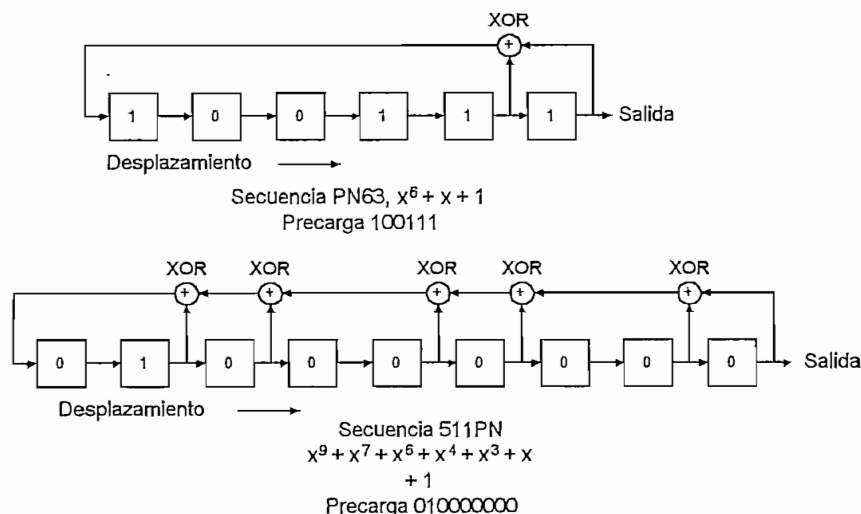 XOR
+
1 0 0 1 1 1 Salida
Desplazamiento
Secuencia PN63, x⁶ + x + 1
Precarga 100111
XOR XOR XOR XOR XOR
+ + + + +
0 1 0 0 0 0 0 0 0 Salida
Desplazamiento
Secuencia 511PN
x⁹ + x⁷ + x⁶ + x⁴ + x³ + x
+ 1
Precarga 010000000